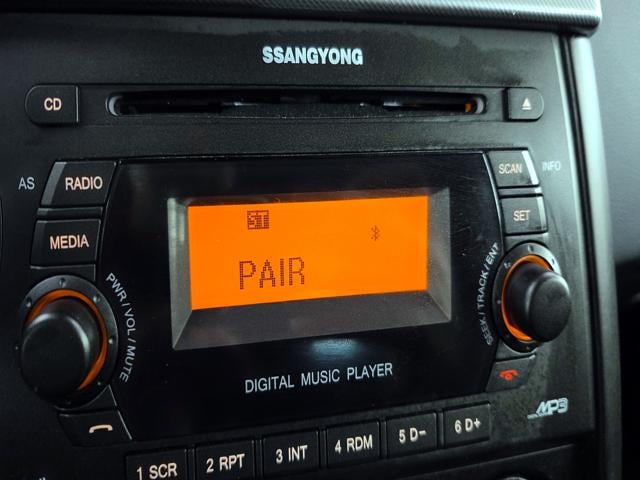 SSANGYONG
CD
AS
RADIO
SCAN
INFO
MEDIA
ST
SET
PAIR
PWR/VOL/MUTE
SEEK/TRACK/ENT
DIGITAL MUSIC PLAYER
MP3
1 SCR
2 RPT
3 INT
4 RDM
5 D-
6 D+